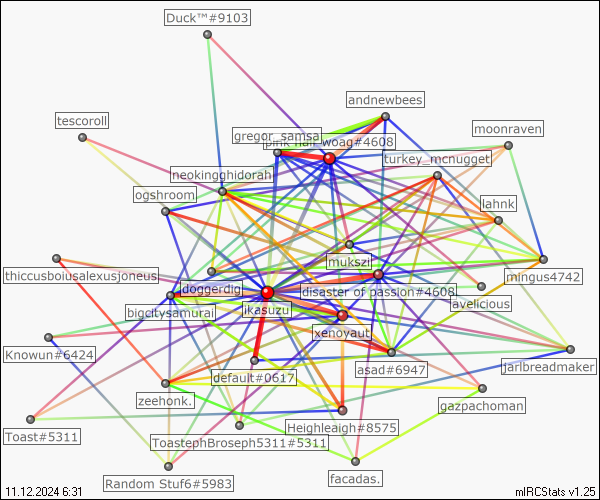 Duck™#9103
andnewbees
tescoroll
moonraven
gregor_samsa
woag#4608
turkey_mcnugget
neokingghidorah
ogshroom
lahnk
mukszi
thiccusboiusalexusjoneus
doggerdig
disaster of passion#4608
mingus4742
bigcitysamurai
ikasuzu
avelicious
xenoyaut
Knowun#6424
default#0617
asad#6947
jarlbreadmaker
zeehonk.
gazpachoman
Toast#5311
ToastephBroseph5311#5311
Heighleaigh#8575
Random Stuf6#5983
facadas.
11.12.2024 6:31
mIRCStats v1.25